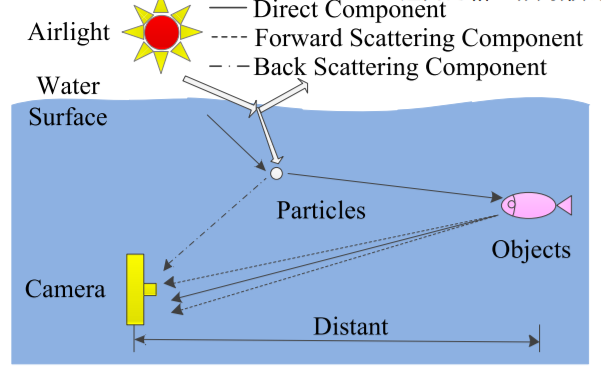 Direct Component
Airlight
Forward Scattering Component
Back Scattering Component
Water
Surface
Particles
Objects
Camera
Distant